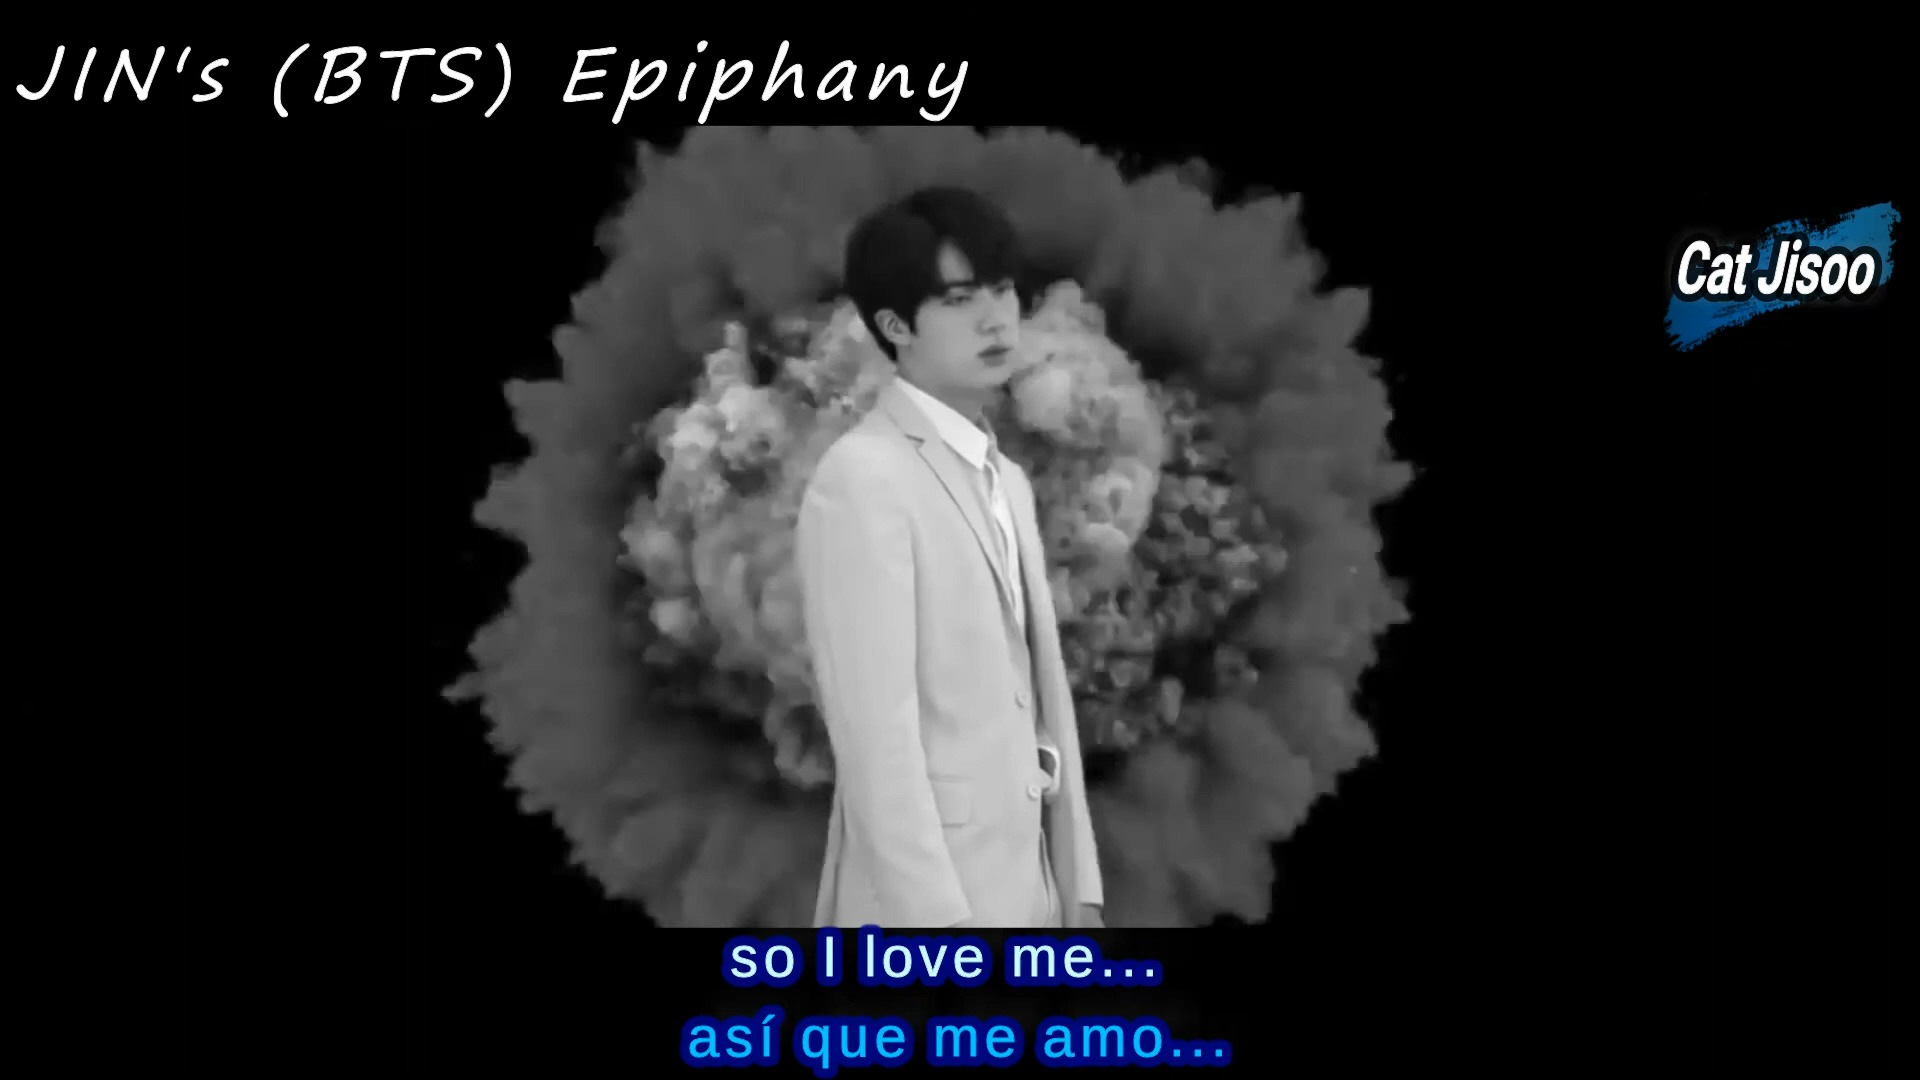 JIN's (BTS) Epiphany
Cat Jisoo
so I love me...
así que me amo...